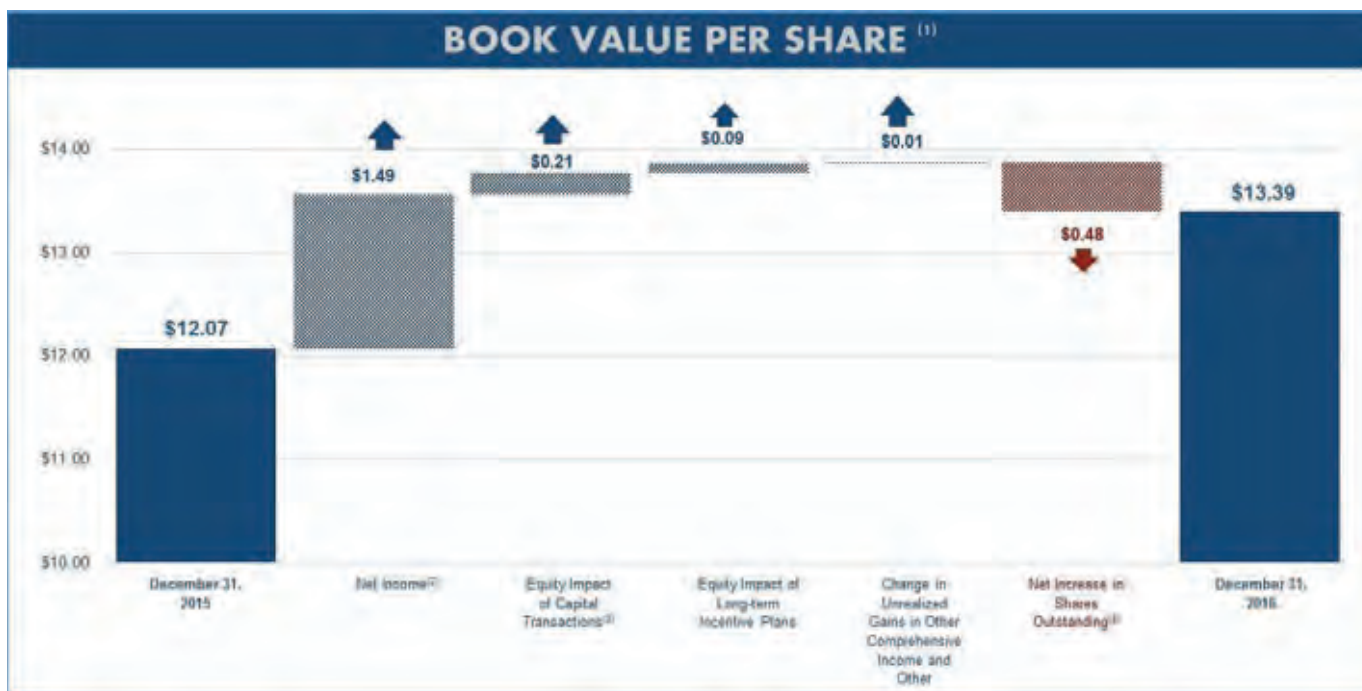 BOOK VALUE PER SHARE (1)
$14.00
$13.00
$12.00
$11.00
$10.00
$12.07
$1.49
$0.21
$0.09
$0.01
$0.48
$13.39
December 31,
2015
Net Income(2)
Equity Impact
of Capital
Transactions(3)
Equity Impact of
Long-term
Incentive Plans
Change in
Unrealized
Gains in Other
Comprehensive
Income and
Other
Net Increase in
Shares
Outstanding
December 31,
2016